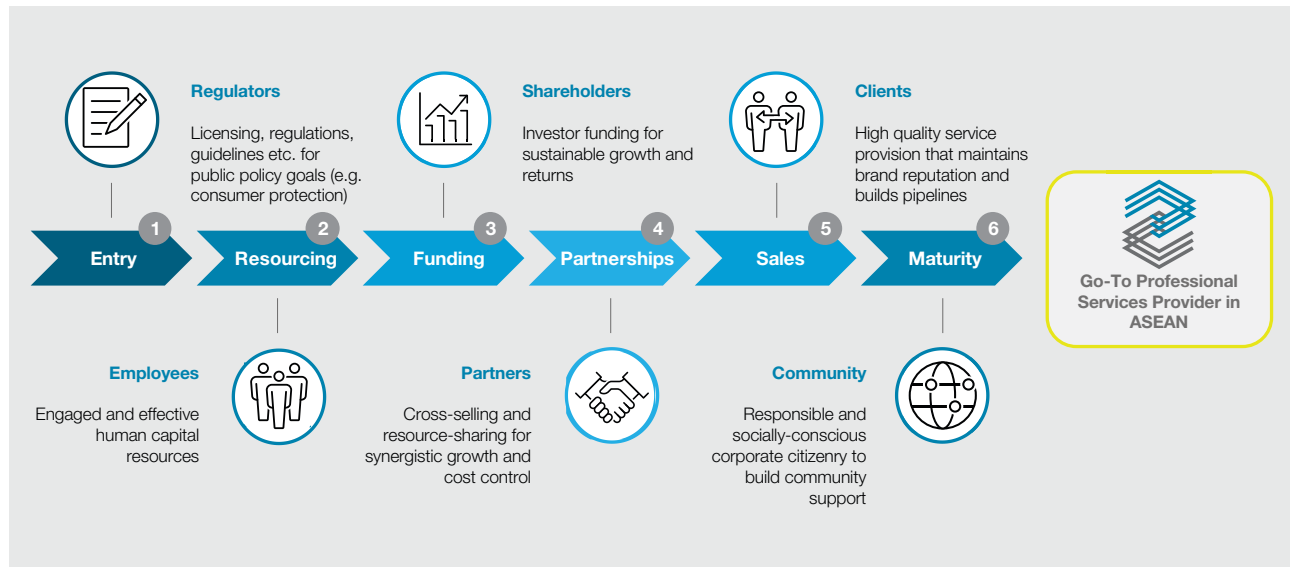 Regulators
Licensing, regulations,
guidelines etc. for
public policy goals (e.g.
consumer protection)
Shareholders
Investor funding for
sustainable growth and
returns
Clients
High quality service
provision that maintains
brand reputation and
builds pipelines
1
Entry
2
Resourcing
3
Funding
4
Partnerships
5
Sales
6
Maturity
Go-To Professional
Services Provider in
ASEAN
Employees
Engaged and effective
human capital
resources
Partners
Cross-selling and
resource-sharing for
synergistic growth and
cost control
Community
Responsible and
socially-conscious
corporate citizenry to
build community
support